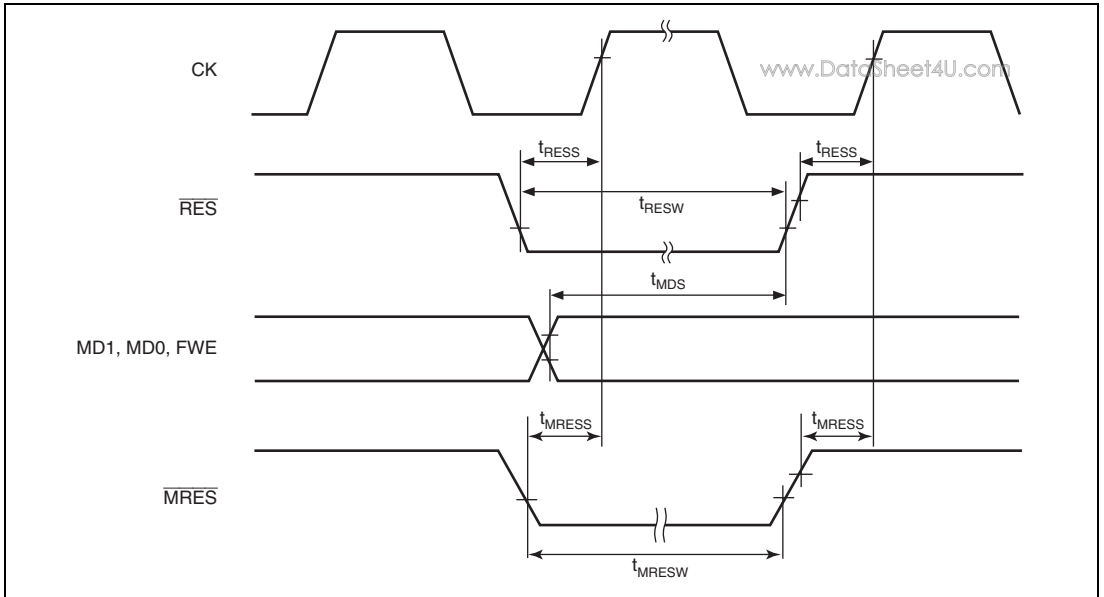 CK
www.DataSheet4U.com
tRESS
tRESS
RES
tRESW
tMDS
MD1, MD0, FWE
tMRESS
tMRESS
MRES
tMRESW